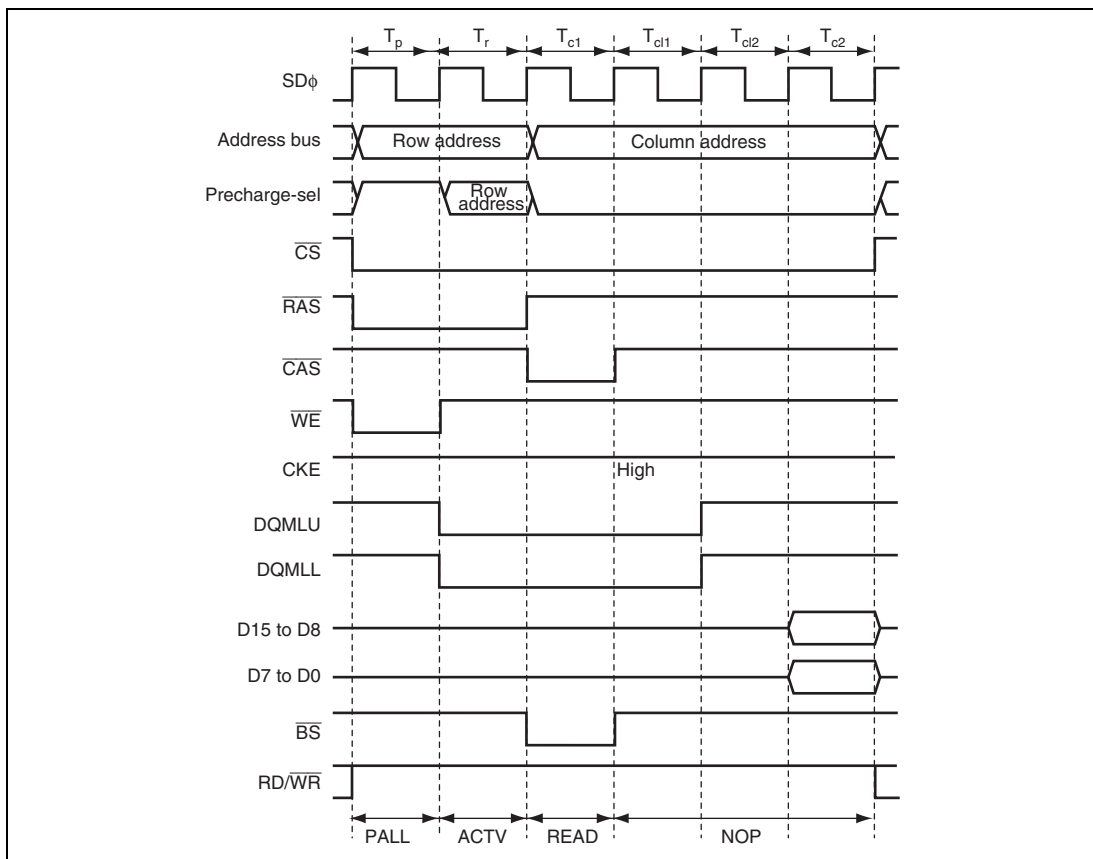 Tp Tr Tc1 Tcl1 Tcl2 Tc2
SDϕ
Address bus Row address Column address
Precharge-sel Row
address
CS
RAS
CAS
WE
CKE High
DQMLU
DQMLL
D15 to D8
D7 to D0
BS
RD/WR
PALL ACTV READ NOP